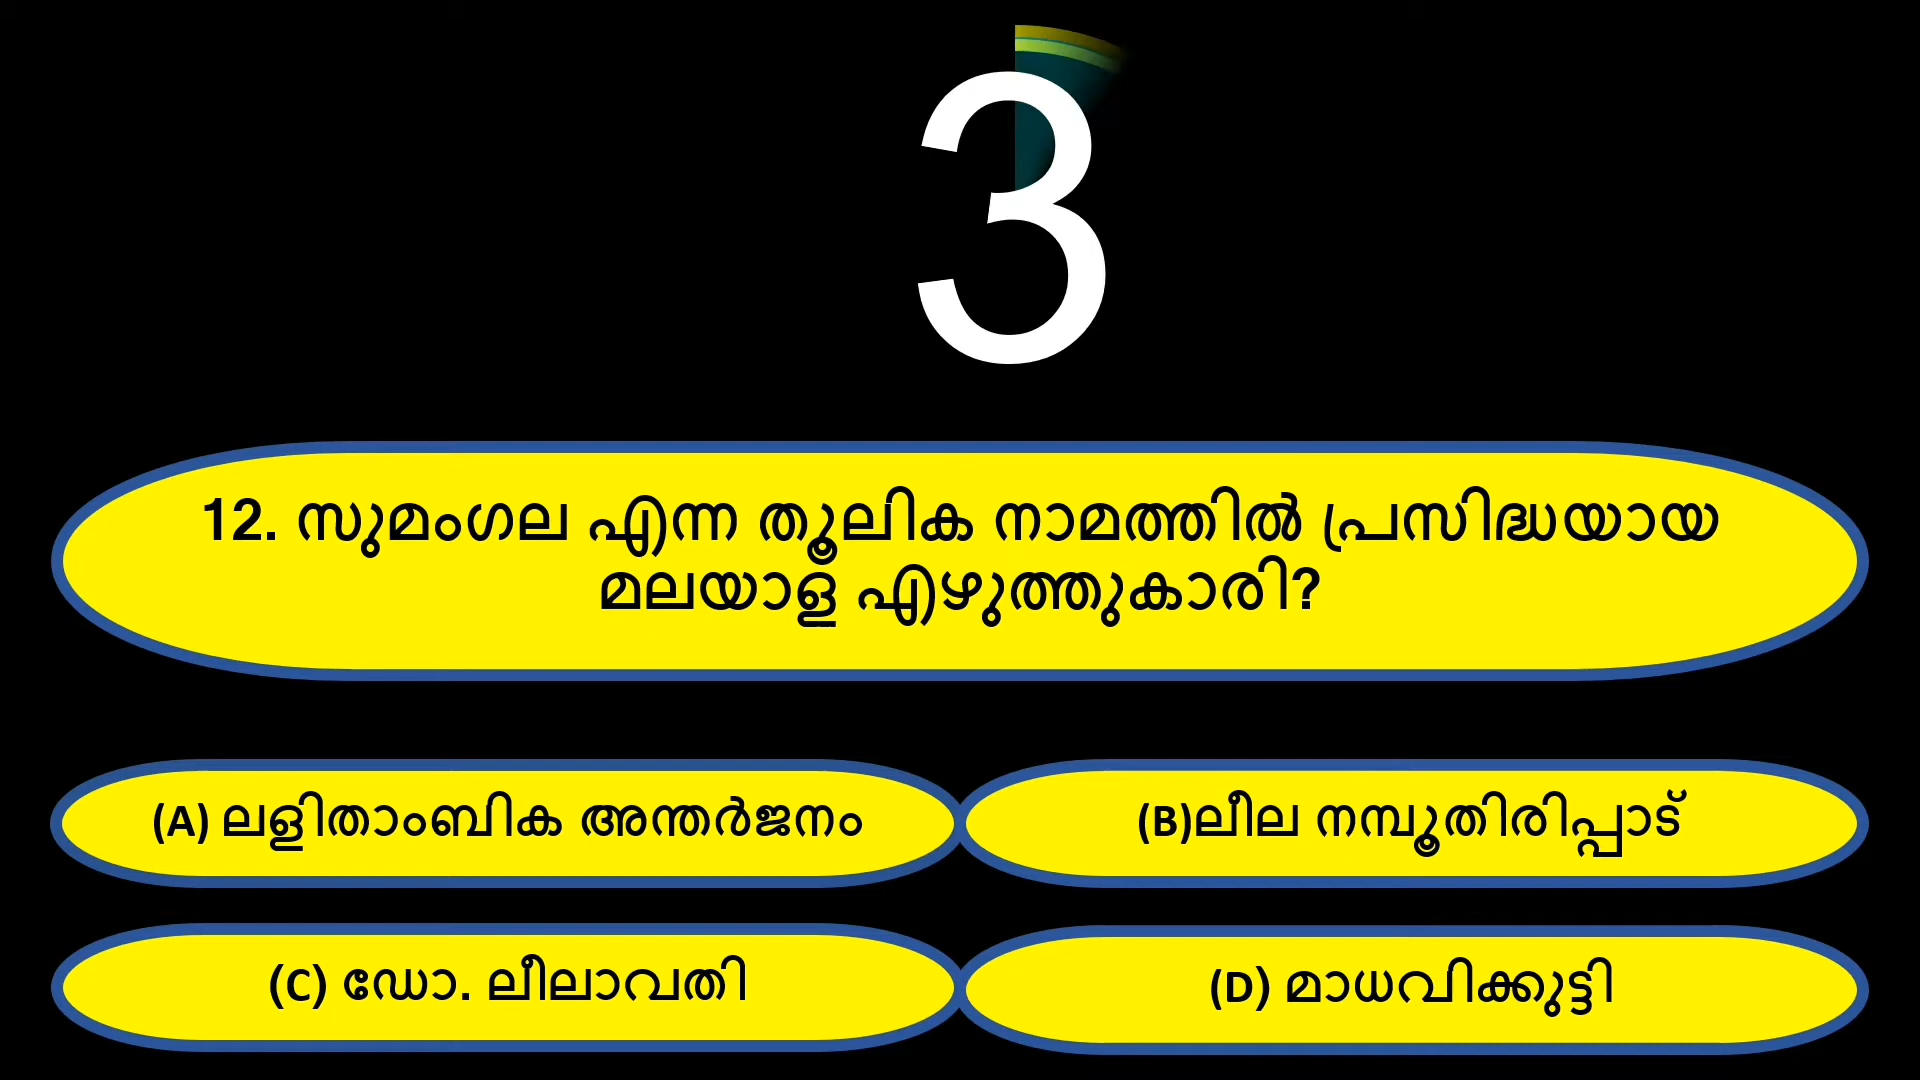 3
12. സുമംഗല എന്ന തൂലിക നാമത്തിൽ പ്രസിദ്ധയായ
മലയാള എഴുത്തുകാരി?
(A) ലളിതാംബിക അന്തർജനം
(B)ലീല നമ്പൂതിരിപ്പാട്
(C) ഡോ. ലീലാവതി
(D) മാധവിക്കുട്ടി